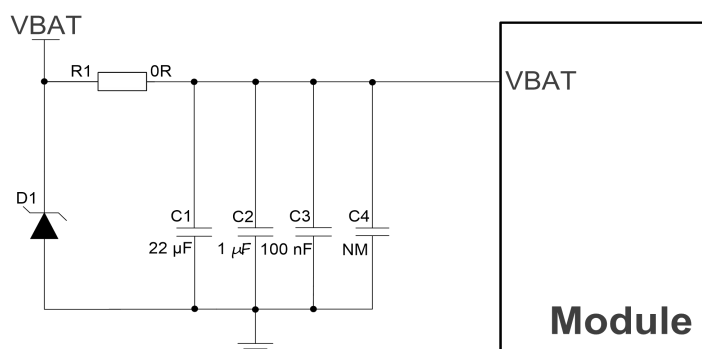 VBAT
R1 0R
VBAT
D1
C1 C2 C3 C4
22 µF 1 µF 100 nF NM
Module